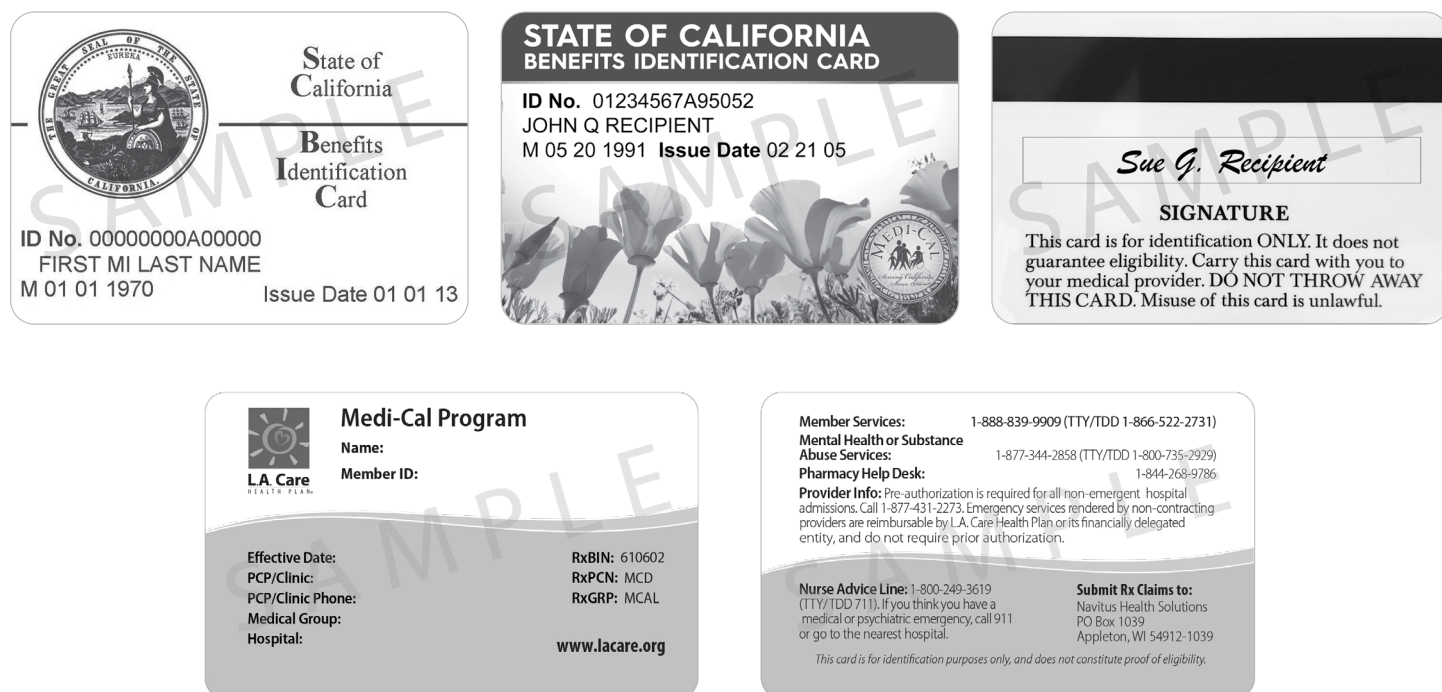 THE GREAT SEAL OF THE STATE OF CALIFORNIA.
EUREKA
State of
California
Benefits
Identification
Card
ID No. 00000000A00000
FIRST MI LAST NAME
M 01 01 1970
Issue Date 01 01 13
SAMPLE
STATE OF CALIFORNIA
BENEFITS IDENTIFICATION CARD
ID No. 01234567A95052
JOHN Q RECIPIENT
M 05 20 1991 Issue Date 02 21 05
MEDI-CAL
SAMPLE
Sue G. Recipient
SIGNATURE
This card is for identification ONLY. It does not
guarantee eligibility. Carry this card with you to
your medical provider. DO NOT THROW AWAY
THIS CARD. Misuse of this card is unlawful.
SAMPLE
L.A. Care
HEALTH PLAN®
Medi-Cal Program
Name:
Member ID:
Effective Date:
PCP/Clinic:
PCP/Clinic Phone:
Medical Group:
Hospital:
RxBIN: 610602
RxPCN: MCD
RxGRP: MCAL
www.lacare.org
SAMPLE
Member Services: 1-888-839-9909 (TTY/TDD 1-866-522-2731)
Mental Health or Substance
Abuse Services: 1-877-344-2858 (TTY/TDD 1-800-735-2929)
Pharmacy Help Desk: 1-844-268-9786
Provider Info: Pre-authorization is required for all non-emergent hospital
admissions. Call 1-877-431-2273. Emergency services rendered by non-contracting
providers are reimbursable by L.A. Care Health Plan or its financially delegated
entity, and do not require prior authorization.
Nurse Advice Line: 1-800-249-3619
(TTY/TDD 711). If you think you have a
medical or psychiatric emergency, call 911
or go to the nearest hospital.
Submit Rx Claims to:
Navitus Health Solutions
PO Box 1039
Appleton, WI 54912-1039
This card is for identification purposes only, and does not constitute proof of eligibility.
SAMPLE